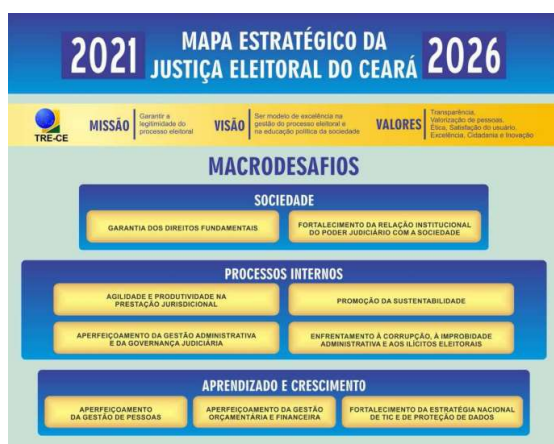 2021
MAPA ESTRATÉGICO DA
JUSTIÇA ELEITORAL DO CEARÁ
2026
TRE-CE
MISSÃO
Garantir a
legitimidade do
processo eleitoral
VISÃO
Ser modelo de excelência na
gestão do processo eleitoral e
na educação política da sociedade
VALORES
Transparência,
Valorização de pessoas,
Ética, Satisfação do usuário,
Excelência, Cidadania e Inovação
MACRODESAFIOS
SOCIEDADE
GARANTIA DOS DIREITOS FUNDAMENTAIS
FORTALECIMENTO DA RELAÇÃO INSTITUCIONAL
DO PODER JUDICIÁRIO COM A SOCIEDADE
PROCESSOS INTERNOS
AGILIDADE E PRODUTIVIDADE NA
PRESTAÇÃO JURISDICIONAL
PROMOÇÃO DA SUSTENTABILIDADE
APERFEIÇOAMENTO DA GESTÃO ADMINISTRATIVA
E DA GOVERNANÇA JUDICIÁRIA
ENFRENTAMENTO À CORRUPÇÃO, À IMPROBIDADE
ADMINISTRATIVA E AOS ILÍCITOS ELEITORAIS
APRENDIZADO E CRESCIMENTO
APERFEIÇOAMENTO
DA GESTÃO DE PESSOAS
APERFEIÇOAMENTO DA GESTÃO
ORÇAMENTÁRIA E FINANCEIRA
FORTALECIMENTO DA ESTRATÉGIA NACIONAL
DE TIC E DE PROTEÇÃO DE DADOS